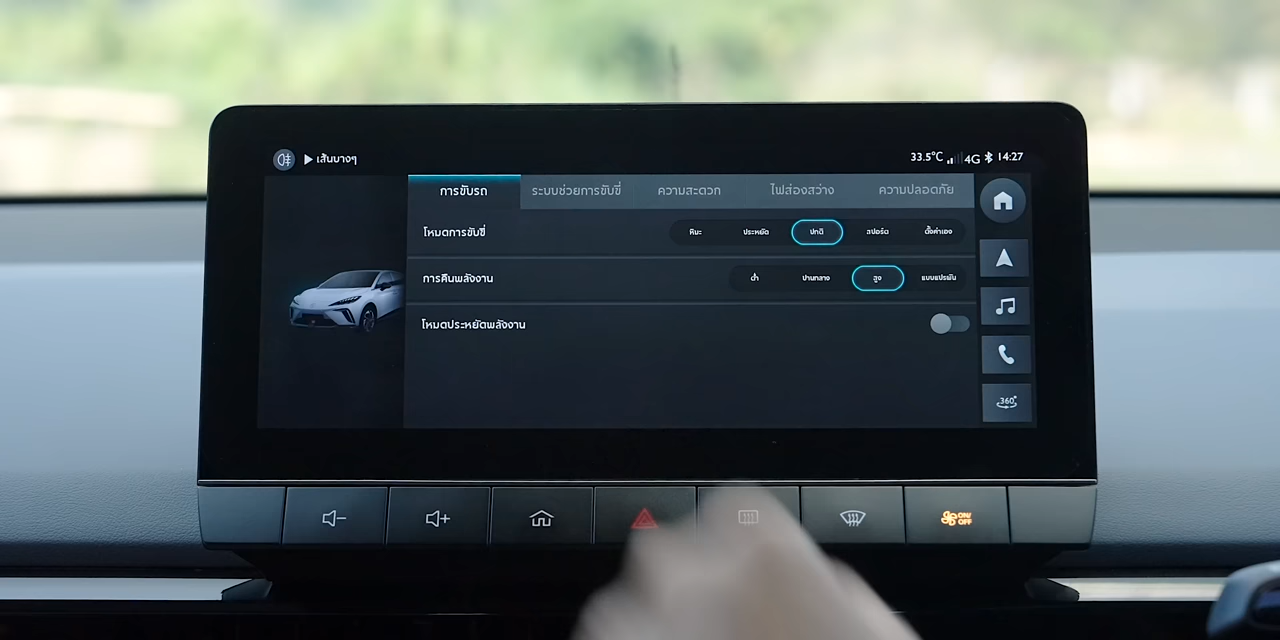 เส้นบางๆ
33.5°C 4G 14:27
การขับรถ ระบบช่วยการขับขี่ ความสะดวก ไฟส่องสว่าง ความปลอดภัย
โหมดการขับขี่ หิมะ ประหยัด ปกติ สปอร์ต ตั้งค่าเอง
การคืนพลังงาน ต่ำ ปานกลาง สูง แบบแปรผัน
โหมดประหยัดพลังงาน
360°
ON/OFF